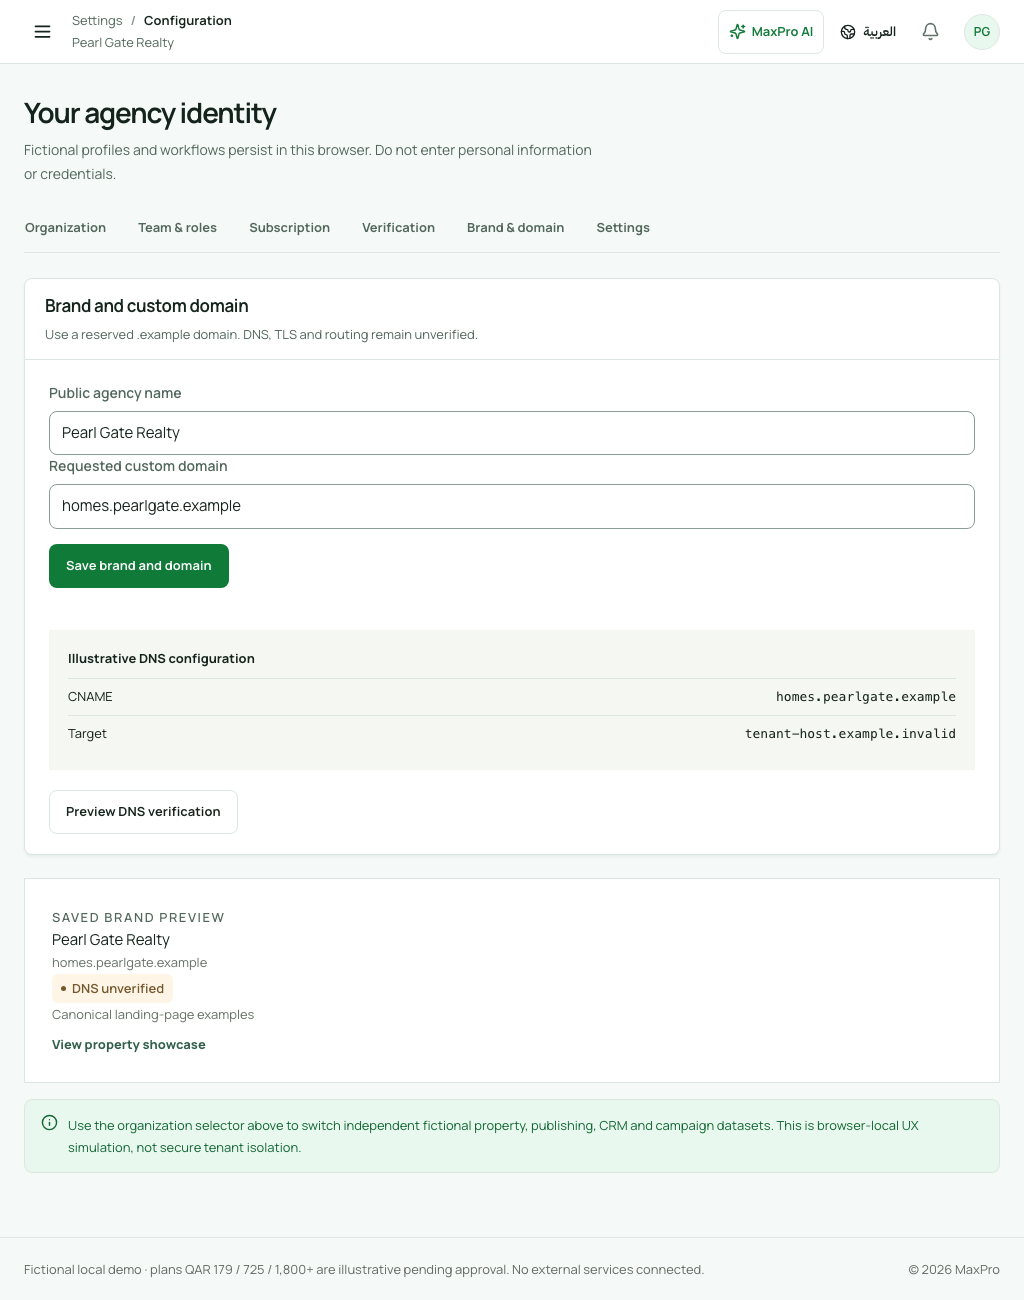 Settings / Configuration
Pearl Gate Realty
MaxPro AI
العربية
PG
Your agency identity
Fictional profiles and workflows persist in this browser. Do not enter personal information
or credentials.
Organization
Team & roles
Subscription
Verification
Brand & domain
Settings
Brand and custom domain
Use a reserved .example domain. DNS, TLS and routing remain unverified.
Public agency name
Pearl Gate Realty
Requested custom domain
homes.pearlgate.example
Save brand and domain
Illustrative DNS configuration
CNAME homes.pearlgate.example
Target tenant-host.example.invalid
Preview DNS verification
SAVED BRAND PREVIEW
Pearl Gate Realty
homes.pearlgate.example
DNS unverified
Canonical landing-page examples
View property showcase
Use the organization selector above to switch independent fictional property, publishing, CRM and campaign datasets. This is browser-local UX
simulation, not secure tenant isolation.
Fictional local demo · plans QAR 179 / 725 / 1,800+ are illustrative pending approval. No external services connected.
© 2026 MaxPro